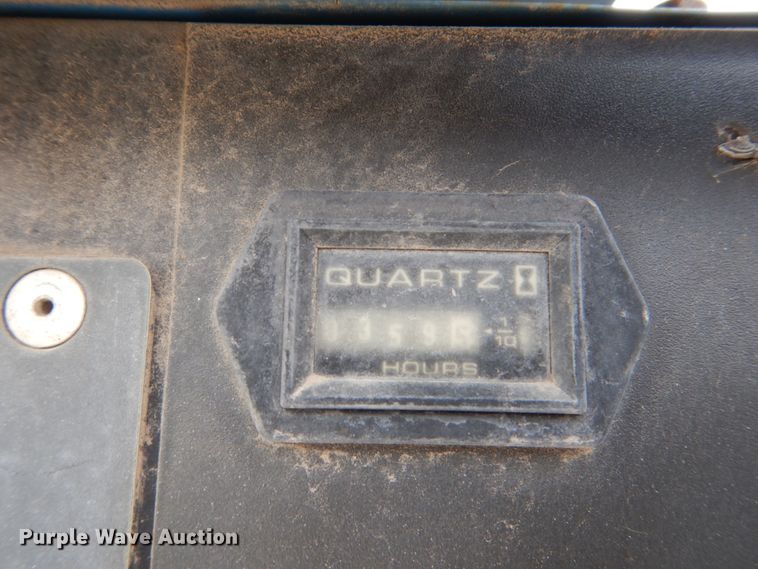 QUARTZ
1/10
HOURS
Purple Wave Auction